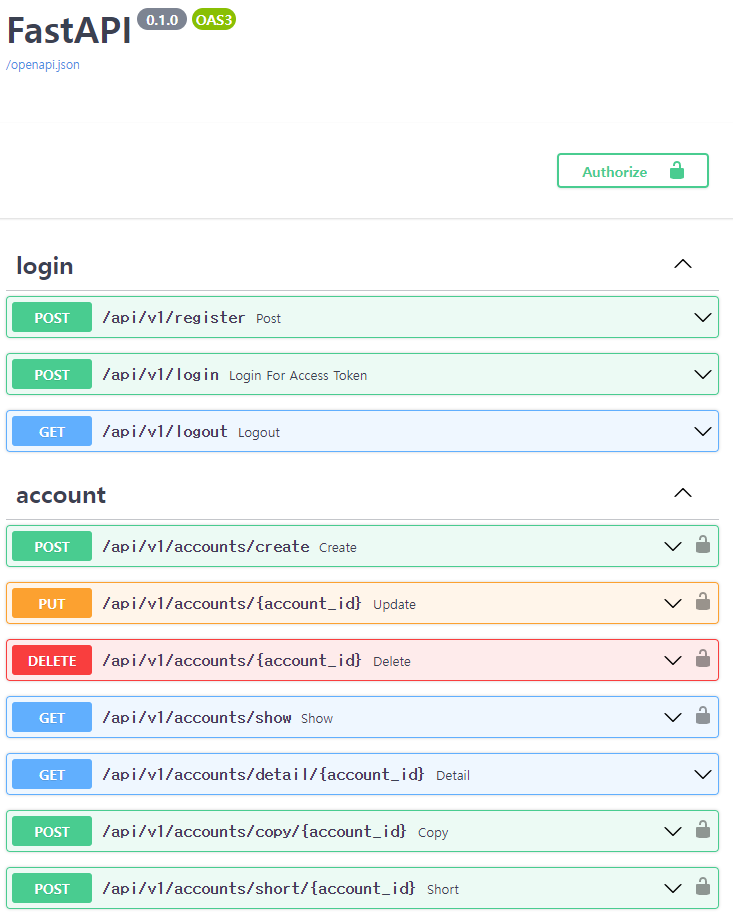 FastAPI 0.1.0 OAS3
/openapi.json
Authorize
login
POST /api/v1/register Post
POST /api/v1/login Login For Access Token
GET /api/v1/logout Logout
account
POST /api/v1/accounts/create Create
PUT /api/v1/accounts/{account_id} Update
DELETE /api/v1/accounts/{account_id} Delete
GET /api/v1/accounts/show Show
GET /api/v1/accounts/detail/{account_id} Detail
POST /api/v1/accounts/copy/{account_id} Copy
POST /api/v1/accounts/short/{account_id} Short